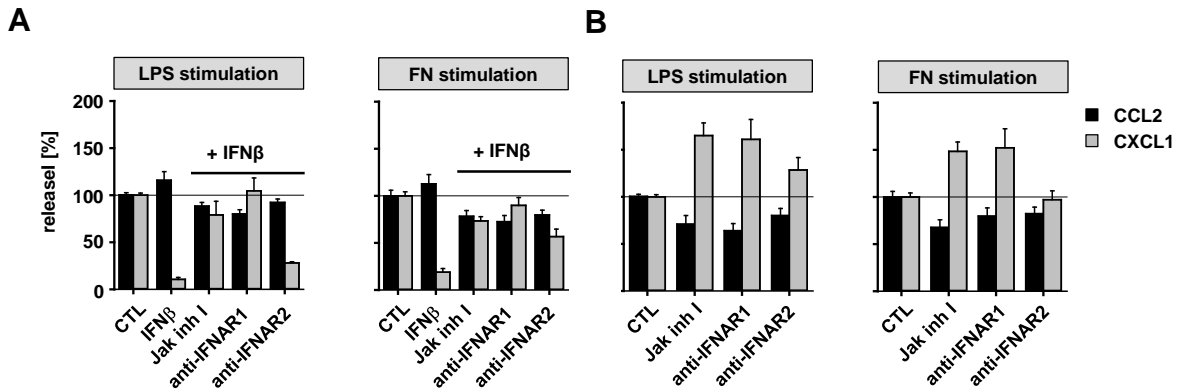 A
B
LPS stimulation
FN stimulation
LPS stimulation
FN stimulation
releasel [%]
200
150
100
50
0
+ IFNβ
+ IFNβ
CCL2
CXCL1
CTL
IFNβ
Jak inh I
anti-IFNAR1
anti-IFNAR2
CTL
IFNβ
Jak inh I
anti-IFNAR1
anti-IFNAR2
CTL
Jak inh I
anti-IFNAR1
anti-IFNAR2
CTL
Jak inh I
anti-IFNAR1
anti-IFNAR2